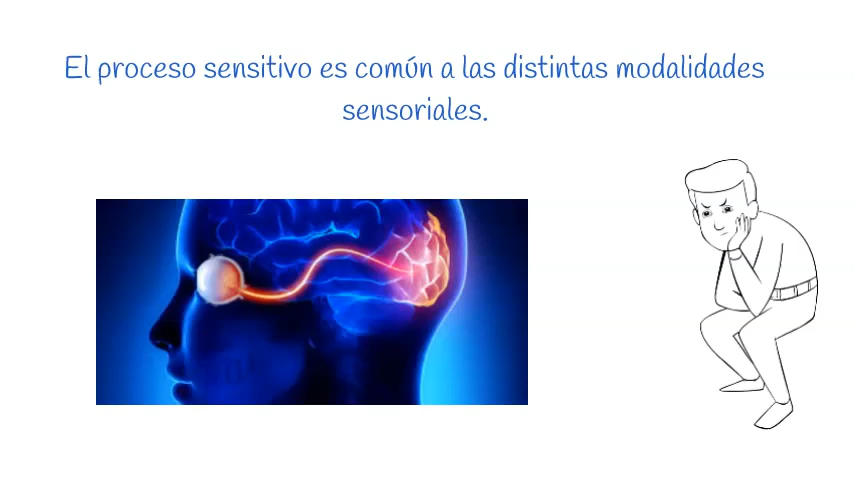 El proceso sensitivo es común a las distintas modalidades
sensoriales.